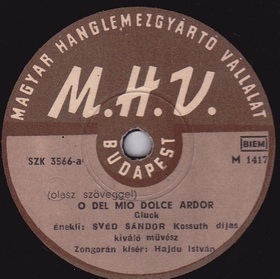 MAGYAR HANGLEMEZGYÁRTÓ VÁLLALAT
M.H.V.
BUDAPEST
SZK 3566-a
BIEM
M 1417
(olasz szöveggel)
O DEL MIO DOLCE ARDOR
Gluck
Énekli: SVÉD SÁNDOR Kossuth díjas
kiváló művész
Zongorán kísér: Hajdu István